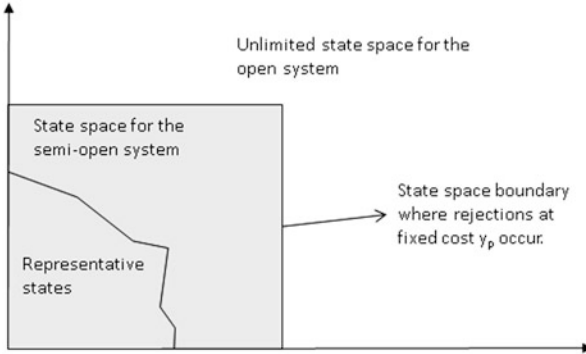 Unlimited state space for the
open system
State space for the
semi-open system
State space boundary
where rejections at
fixed cost yp occur.
Representative
states